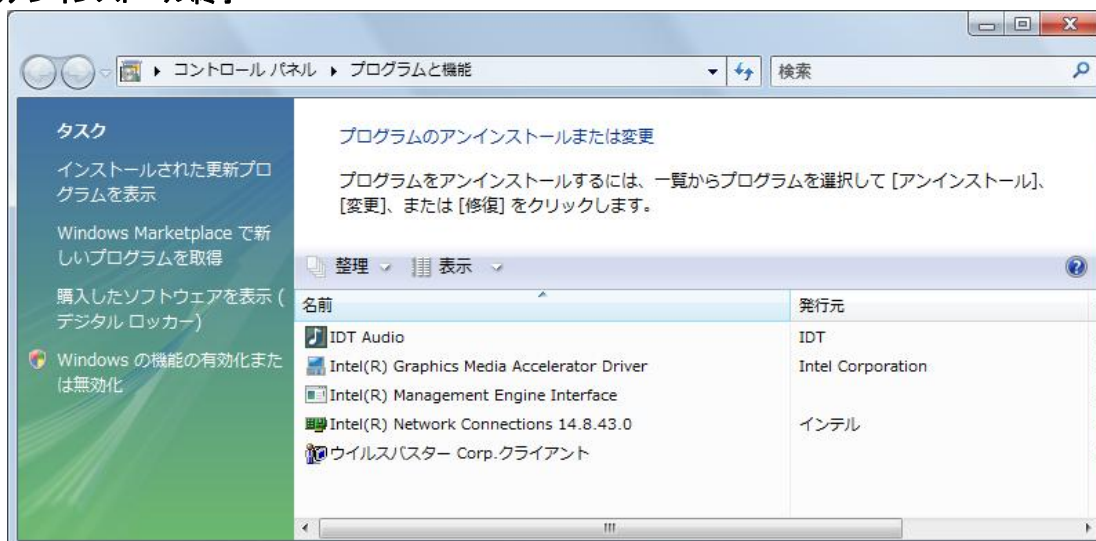 コントロール パネル ▸ プログラムと機能
検索
タスク
インストールされた更新プロ
グラムを表示
Windows Marketplace で新
しいプログラムを取得
購入したソフトウェアを表示 (
デジタル ロッカー)
Windows の機能の有効化また
は無効化
プログラムのアンインストールまたは変更
プログラムをアンインストールするには、一覧からプログラムを選択して [アンインストール]、
[変更]、または [修復] をクリックします。
整理 表示
名前 発行元
IDT Audio IDT
Intel(R) Graphics Media Accelerator Driver Intel Corporation
Intel(R) Management Engine Interface
Intel(R) Network Connections 14.8.43.0 インテル
ウイルスバスター Corp.クライアント